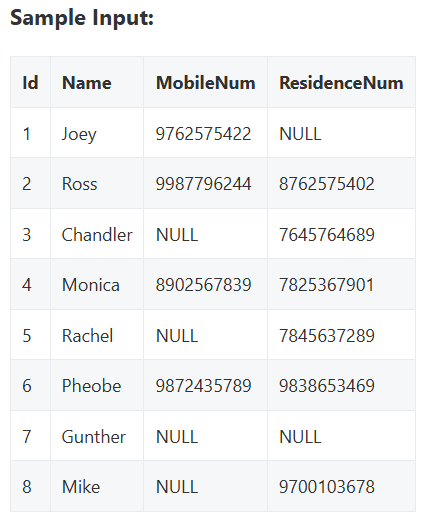 Sample Input:
Id Name MobileNum ResidenceNum
1 Joey 9762575422 NULL
2 Ross 9987796244 8762575402
3 Chandler NULL 7645764689
4 Monica 8902567839 7825367901
5 Rachel NULL 7845637289
6 Pheobe 9872435789 9838653469
7 Gunther NULL NULL
8 Mike NULL 9700103678